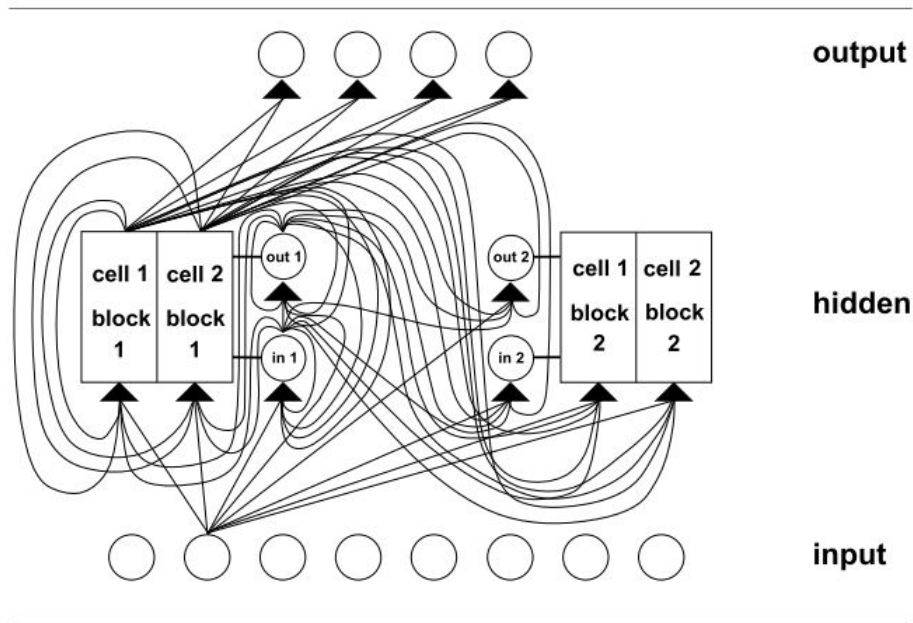 output
out 1
out 2
cell 1
block
1
cell 2
block
1
cell 1
block
2
cell 2
block
2
hidden
in 1
in 2
input